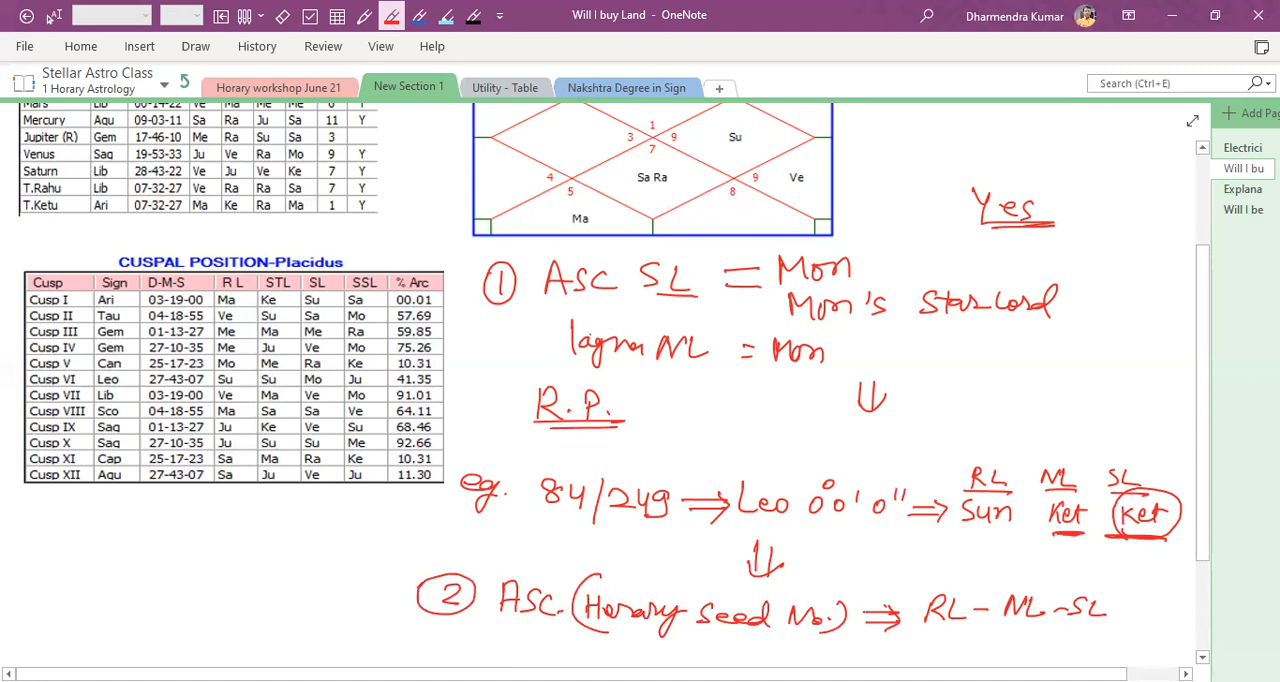 Will I buy Land - OneNote
Dharmendra Kumar
File Home Insert Draw History Review View Help
Stellar Astro Class
1 Horary Astrology
Horary workshop June 21
New Section 1
Utility - Table
Nakshtra Degree in Sign
Search (Ctrl+E)
Add Pag
Electrici
Will I bu
Explana
Will I be
Mars Lib 00-14-22 Ve Ma Me Me 6 Y
Mercury Aqu 09-03-11 Sa Ra Ju Sa 11 Y
Jupiter (R) Gem 17-46-10 Me Ra Su Sa 3
Venus Sag 19-53-33 Ju Ve Ra Mo 9 Y
Saturn Lib 28-43-22 Ve Ju Ve Ke 7 Y
T.Rahu Lib 07-32-27 Ve Ra Ra Sa 7 Y
T.Ketu Ari 07-32-27 Ma Ke Ra Ma 1 Y
1
3 9 Su
7
4 Sa Ra 9 Ve
5 8
Ma
Yes
CUSPAL POSITION-Placidus
Cusp Sign D-M-S R L STL SL SSL % Arc
Cusp I Ari 03-19-00 Ma Ke Su Sa 00.01
Cusp II Tau 04-18-55 Ve Su Sa Mo 57.69
Cusp III Gem 01-13-27 Me Ma Me Ra 59.85
Cusp IV Gem 27-10-35 Me Ju Ve Mo 75.26
Cusp V Can 25-17-23 Mo Me Ra Ke 10.31
Cusp VI Leo 27-43-07 Su Su Mo Ju 41.35
Cusp VII Lib 03-19-00 Ve Ma Ve Mo 91.01
Cusp VIII Sco 04-18-55 Ma Sa Sa Ve 64.11
Cusp IX Sag 01-13-27 Ju Ke Ve Su 68.46
Cusp X Sag 27-10-35 Ju Su Su Me 92.66
Cusp XI Cap 25-17-23 Sa Ma Ra Ke 10.31
Cusp XII Aqu 27-43-07 Sa Ju Ve Ju 11.30
① ASC SL = Mon
Mon's Star Lord
lagna NL = Mon
R.P.
RL NL SL
eg. 84/249 ⇒ Leo 0°0'0" ⇒ Sun Ket Ket
② ASC. (Horary Seed No.) ⇒ RL - NL - SL